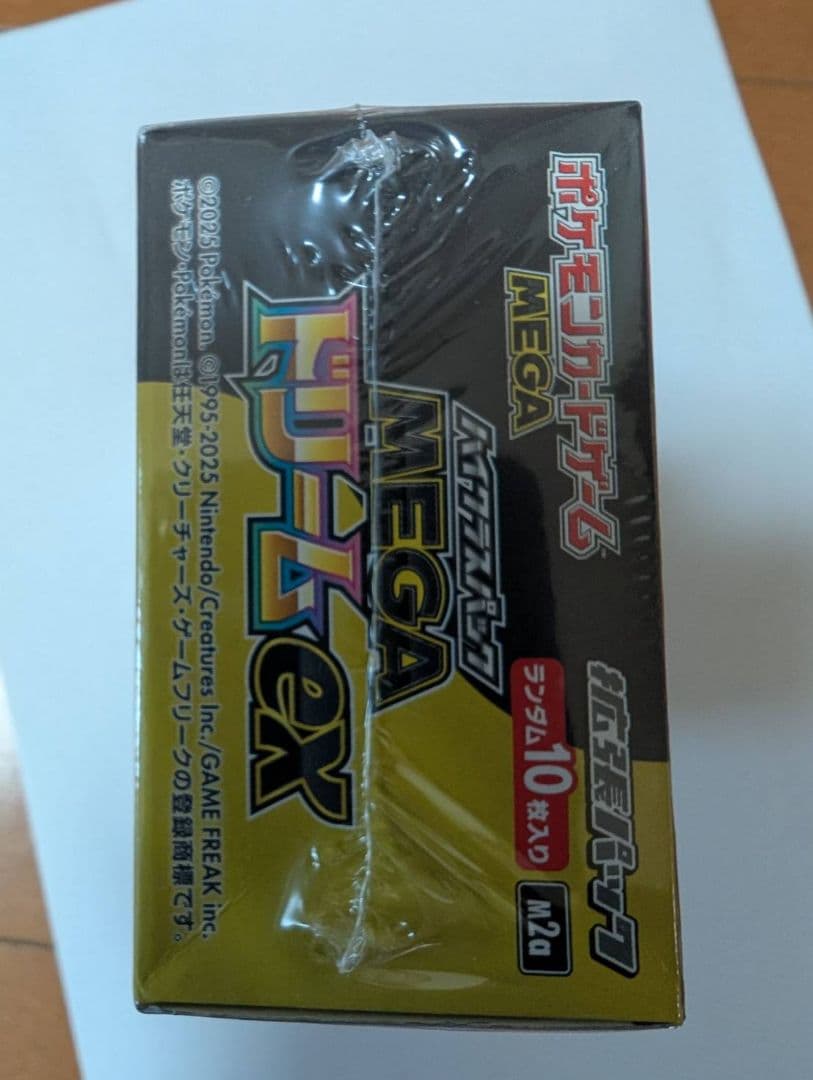 ポケモンカードゲーム
MEGA
拡張パック
ハイクラスパック
MEGA
ドリームex
ランダム10枚入り
M2a
©2025 Pokémon. ©1995-2025 Nintendo/Creatures Inc./GAME FREAK inc.
ポケモン・Pokémonは任天堂・クリーチャーズ・ゲームフリークの登録商標です。